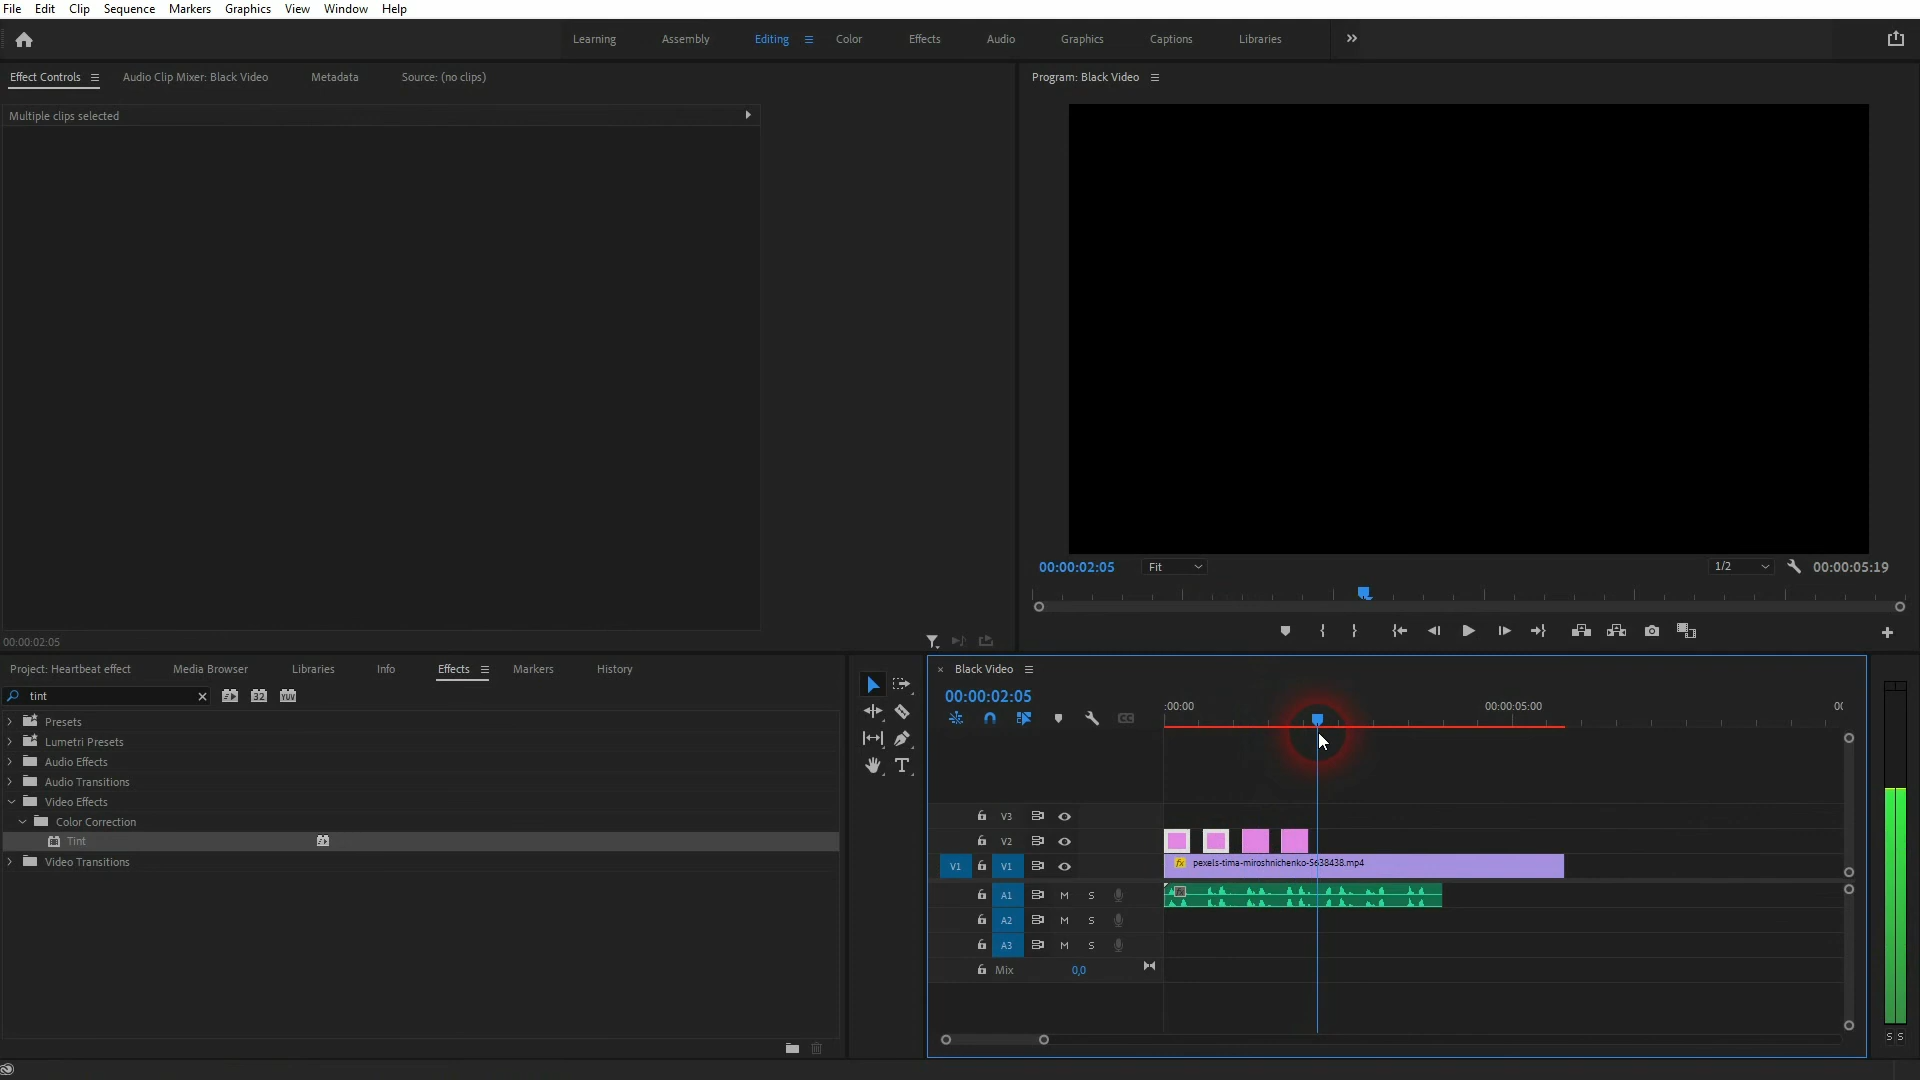 File Edit Clip Sequence Markers Graphics View Window Help
Learning Assembly Editing Color Effects Audio Graphics Captions Libraries
Effect Controls Audio Clip Mixer: Black Video Metadata Source: (no clips)
Program: Black Video
Multiple clips selected
00:00:02:05 Fit 1/2 00:00:05:19
00:00:02:05
Project: Heartbeat effect Media Browser Libraries Info Effects Markers History
tint 32 YUV
Presets
Lumetri Presets
Audio Effects
Audio Transitions
Video Effects
Color Correction
Tint
Video Transitions
T
× Black Video
00:00:02:05
CC
:00:00 00:00:05:00
V3
V2
V1 V1 fx pexels-tima-miroshnichenko-5638438.mp4
A1 M S fx
A2 M S
A3 M S
Mix 0,0
S S